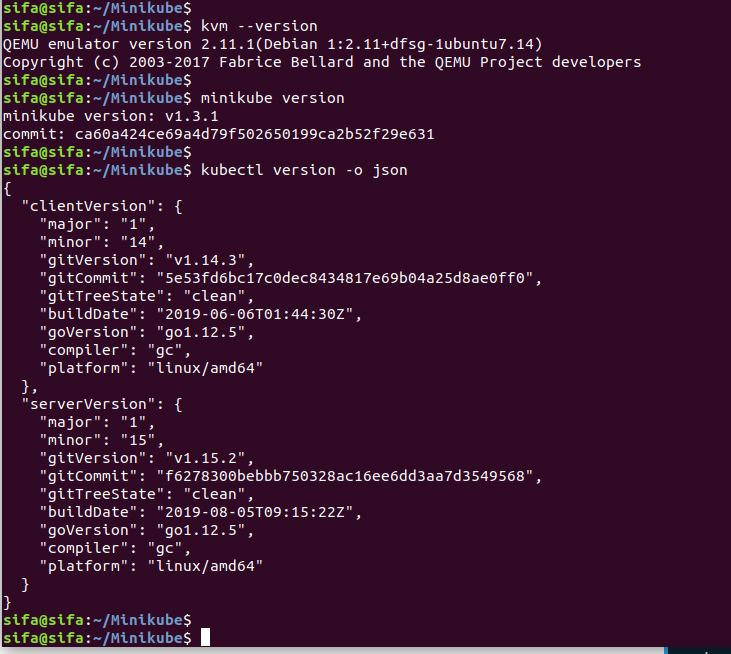 sifa@sifa:~/Minikube$
sifa@sifa:~/Minikube$ kvm --version
QEMU emulator version 2.11.1(Debian 1:2.11+dfsg-1ubuntu7.14)
Copyright (c) 2003-2017 Fabrice Bellard and the QEMU Project developers
sifa@sifa:~/Minikube$
sifa@sifa:~/Minikube$ minikube version
minikube version: v1.3.1
commit: ca60a424ce69a4d79f502650199ca2b52f29e631
sifa@sifa:~/Minikube$
sifa@sifa:~/Minikube$ kubectl version -o json
{
  "clientVersion": {
    "major": "1",
    "minor": "14",
    "gitVersion": "v1.14.3",
    "gitCommit": "5e53fd6bc17c0dec8434817e69b04a25d8ae0ff0",
    "gitTreeState": "clean",
    "buildDate": "2019-06-06T01:44:30Z",
    "goVersion": "go1.12.5",
    "compiler": "gc",
    "platform": "linux/amd64"
  },
  "serverVersion": {
    "major": "1",
    "minor": "15",
    "gitVersion": "v1.15.2",
    "gitCommit": "f6278300bebbb750328ac16ee6dd3aa7d3549568",
    "gitTreeState": "clean",
    "buildDate": "2019-08-05T09:15:22Z",
    "goVersion": "go1.12.5",
    "compiler": "gc",
    "platform": "linux/amd64"
  }
}
sifa@sifa:~/Minikube$
sifa@sifa:~/Minikube$